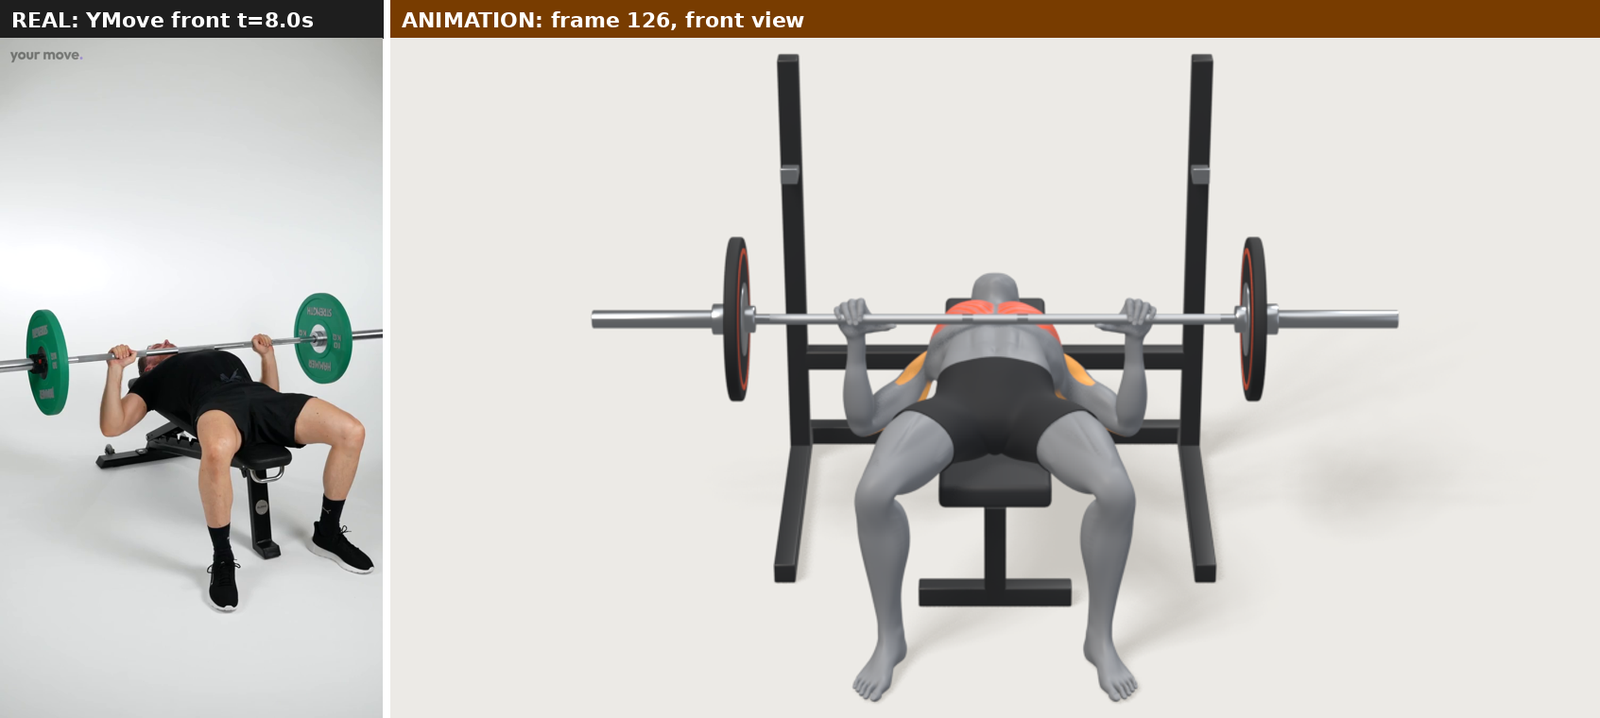 REAL: YMove front t=8.0s
ANIMATION: frame 126, front view
your move.